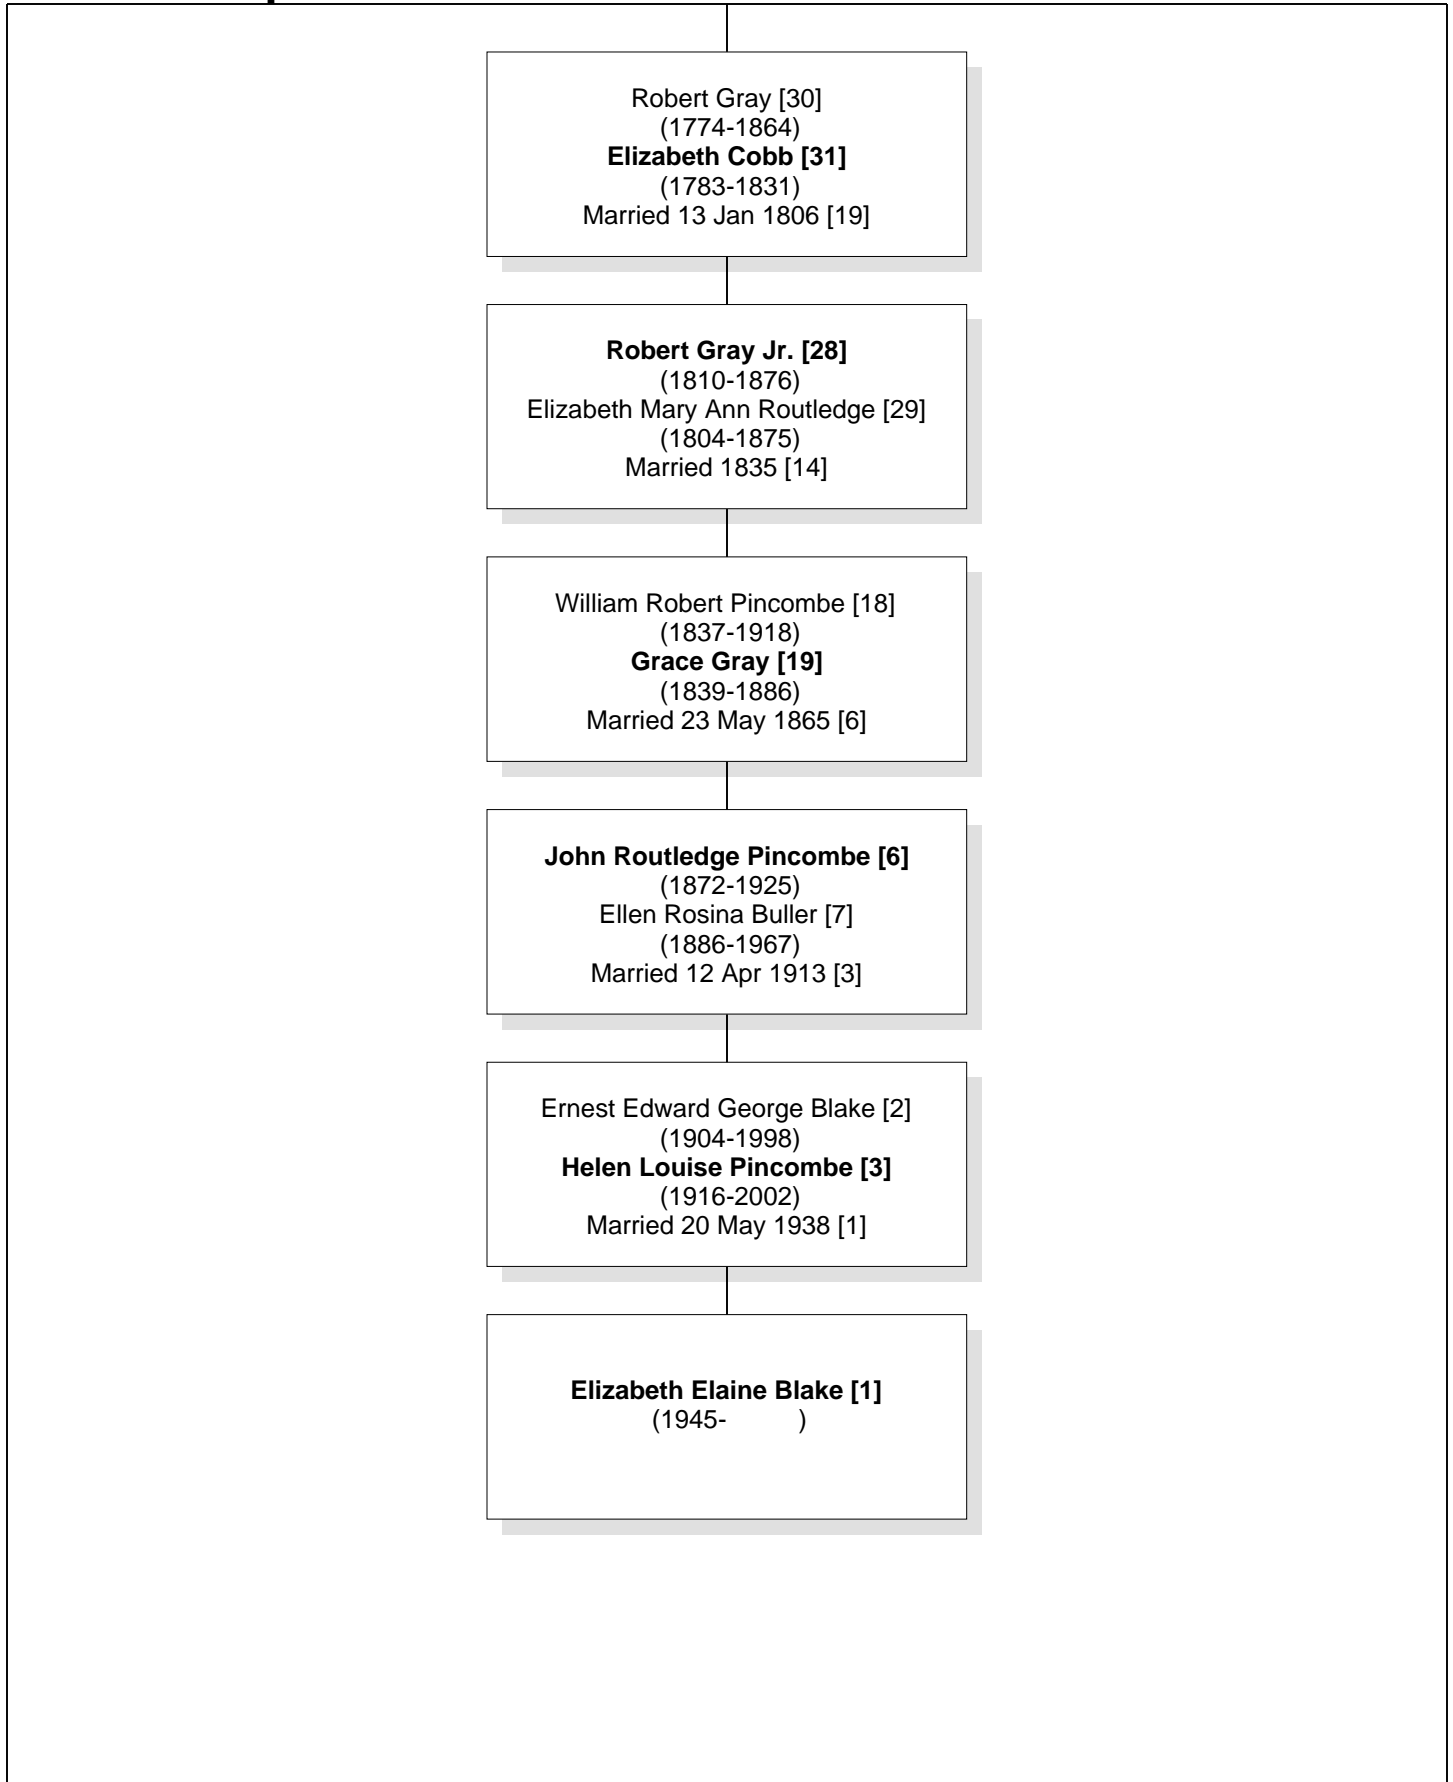 Robert Gray [30]
(1774-1864)
Elizabeth Cobb [31]
(1783-1831)
Married 13 Jan 1806 [19]
Robert Gray Jr. [28]
(1810-1876)
Elizabeth Mary Ann Routledge [29]
(1804-1875)
Married 1835 [14]
William Robert Pincombe [18]
(1837-1918)
Grace Gray [19]
(1839-1886)
Married 23 May 1865 [6]
John Routledge Pincombe [6]
(1872-1925)
Ellen Rosina Buller [7]
(1886-1967)
Married 12 Apr 1913 [3]
Ernest Edward George Blake [2]
(1904-1998)
Helen Louise Pincombe [3]
(1916-2002)
Married 20 May 1938 [1]
Elizabeth Elaine Blake [1]
(1945-          )